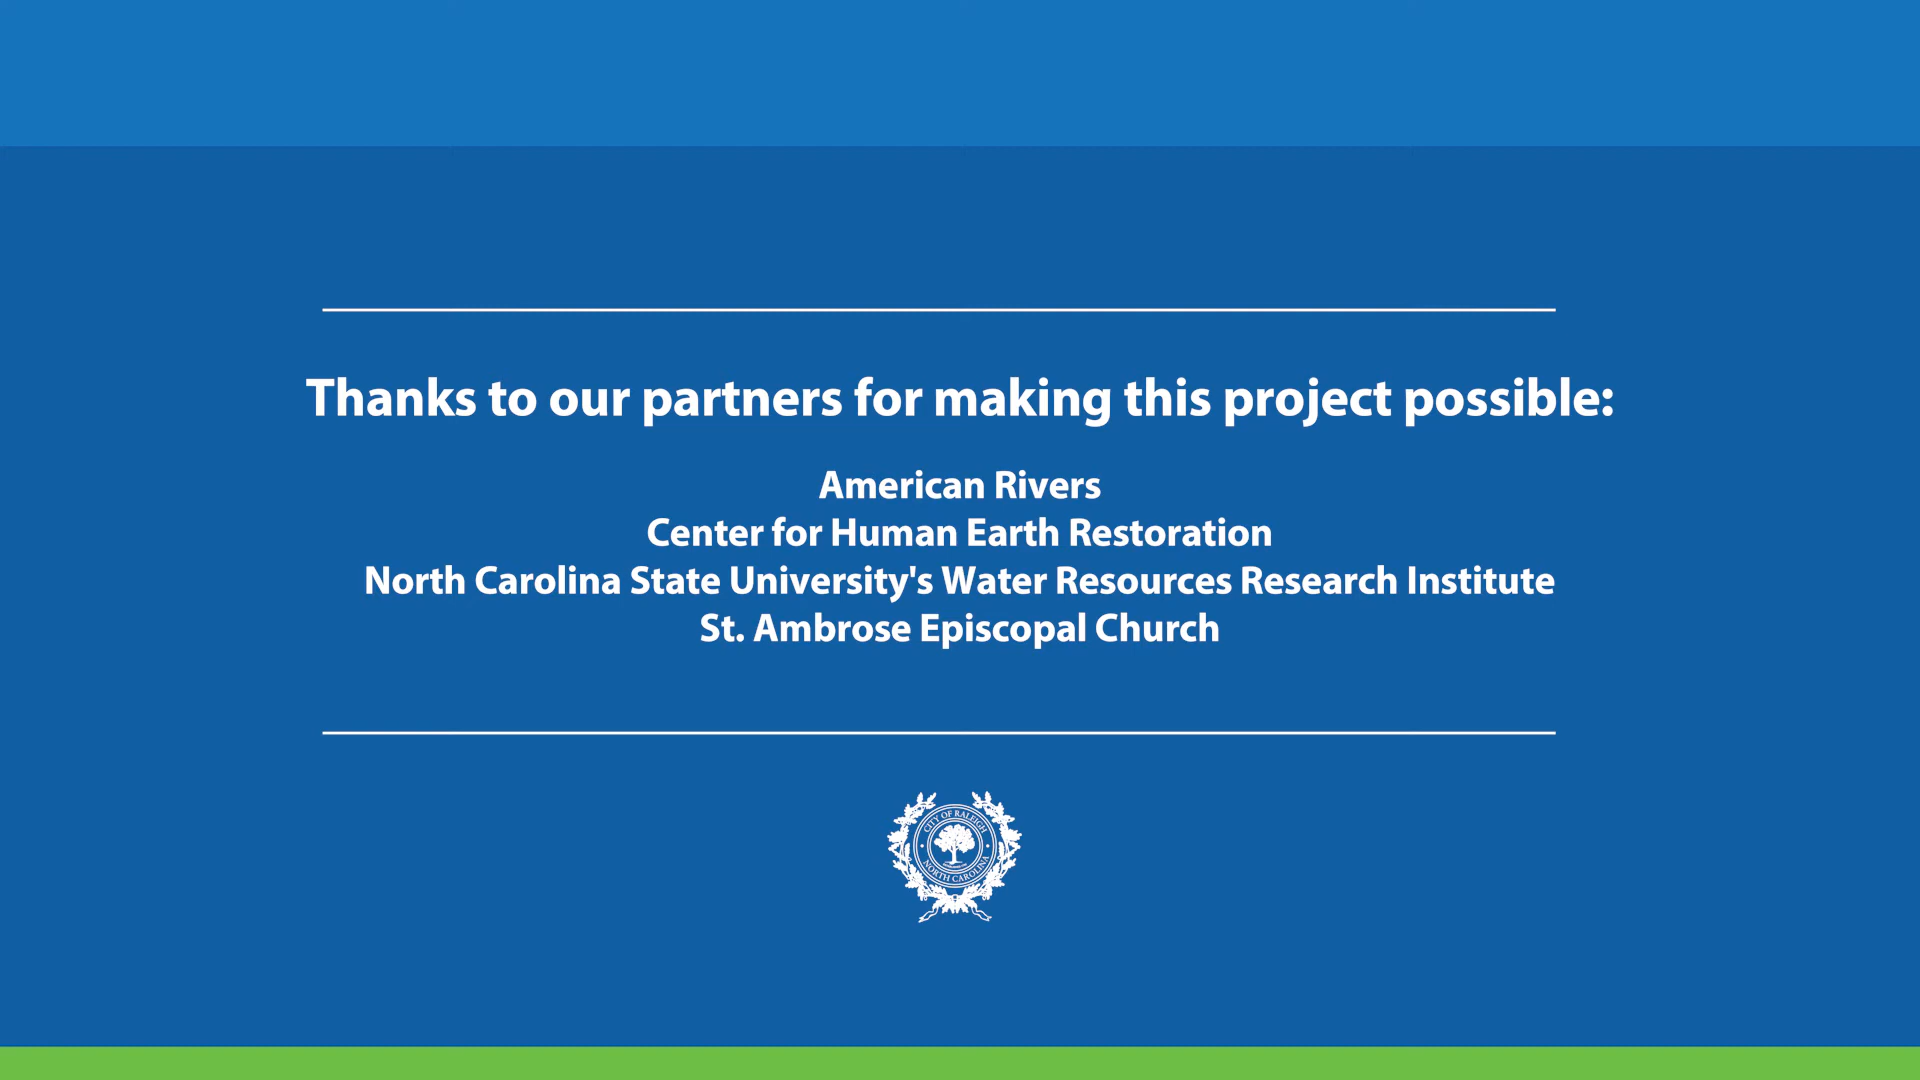 Thanks to our partners for making this project possible:
American Rivers
Center for Human Earth Restoration
North Carolina State University's Water Resources Research Institute
St. Ambrose Episcopal Church
CITY OF RALEIGH
NORTH CAROLINA